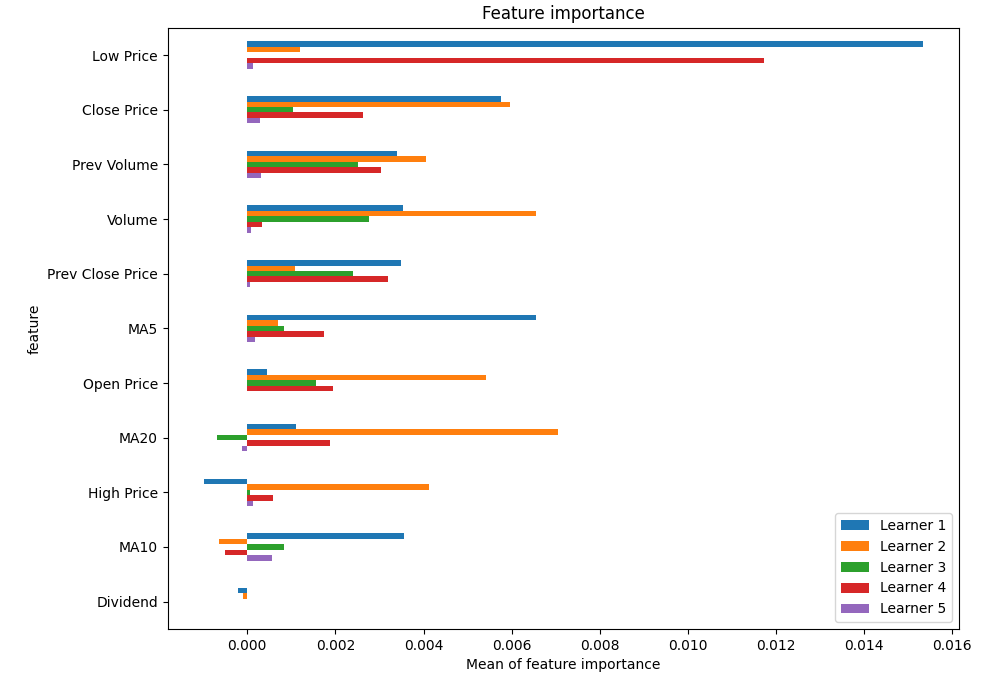 Feature importance
Low Price
Close Price
Prev Volume
Volume
Prev Close Price
MA5
Open Price
MA20
High Price
MA10
Dividend
feature
Learner 1
Learner 2
Learner 3
Learner 4
Learner 5
0.000 0.002 0.004 0.006 0.008 0.010 0.012 0.014 0.016
Mean of feature importance